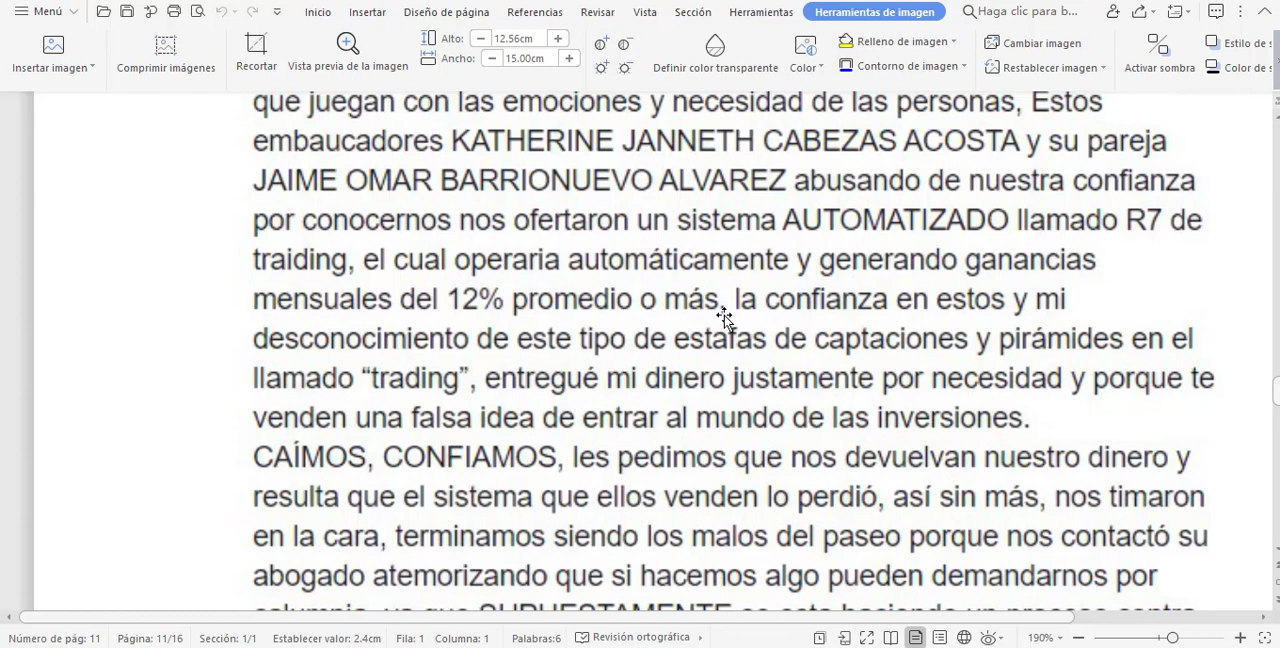 Menú Inicio Insertar Diseño de página Referencias Revisar Vista Sección Herramientas Herramientas de imagen Haga clic para b...
Alto: 12.56cm
Ancho: 15.00cm
Insertar imagen Comprimir imágenes Recortar Vista previa de la imagen Definir color transparente Color
Relleno de imagen Cambiar imagen Estilo de
Contorno de imagen Restablecer imagen Activar sombra Color de
que juegan con las emociones y necesidad de las personas, Estos
embaucadores KATHERINE JANNETH CABEZAS ACOSTA y su pareja
JAIME OMAR BARRIONUEVO ALVAREZ abusando de nuestra confianza
por conocernos nos ofertaron un sistema AUTOMATIZADO llamado R7 de
traiding, el cual operaria automáticamente y generando ganancias
mensuales del 12% promedio o más, la confianza en estos y mi
desconocimiento de este tipo de estafas de captaciones y pirámides en el
llamado “trading”, entregué mi dinero justamente por necesidad y porque te
venden una falsa idea de entrar al mundo de las inversiones.
CAÍMOS, CONFIAMOS, les pedimos que nos devuelvan nuestro dinero y
resulta que el sistema que ellos venden lo perdió, así sin más, nos timaron
en la cara, terminamos siendo los malos del paseo porque nos contactó su
abogado atemorizando que si hacemos algo pueden demandarnos por
Número de pág: 11 Página: 11/16 Sección: 1/1 Establecer valor: 2.4cm Fila: 1 Columna: 1 Palabras:6 Revisión ortográfica 190%